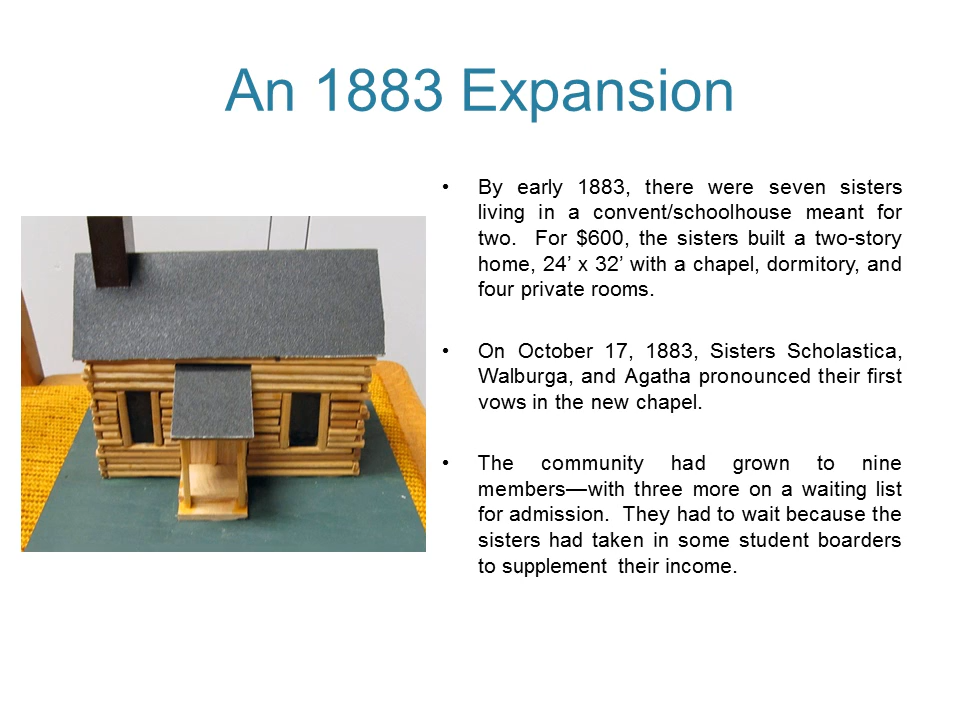 An 1883 Expansion
• By early 1883, there were seven sisters
living in a convent/schoolhouse meant for
two.  For $600, the sisters built a two-story
home, 24’ x 32’ with a chapel, dormitory, and
four private rooms.
• On October 17, 1883, Sisters Scholastica,
Walburga, and Agatha pronounced their first
vows in the new chapel.
• The community had grown to nine
members—with three more on a waiting list
for admission.  They had to wait because the
sisters had taken in some student boarders
to supplement  their income.